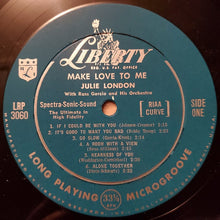 LIBERTY
REG. U.S. PAT. OFF.
MAKE LOVE TO ME
JULIE LONDON
With Russ Garcia and His Orchestra
LRP
3060
Spectra-Sonic-Sound
The Ultimate In
High Fidelity
RIAA
CURVE
SIDE
ONE
1. IF I COULD BE WITH YOU
2. IT'S GOOD TO WANT YOU BAD
3. GO SLOW
4. A ROOM WITH A VIEW
5. NEARNESS OF YOU
6. ALONE TOGETHER
LONG PLAYING 33⅓ MICROGROOVE